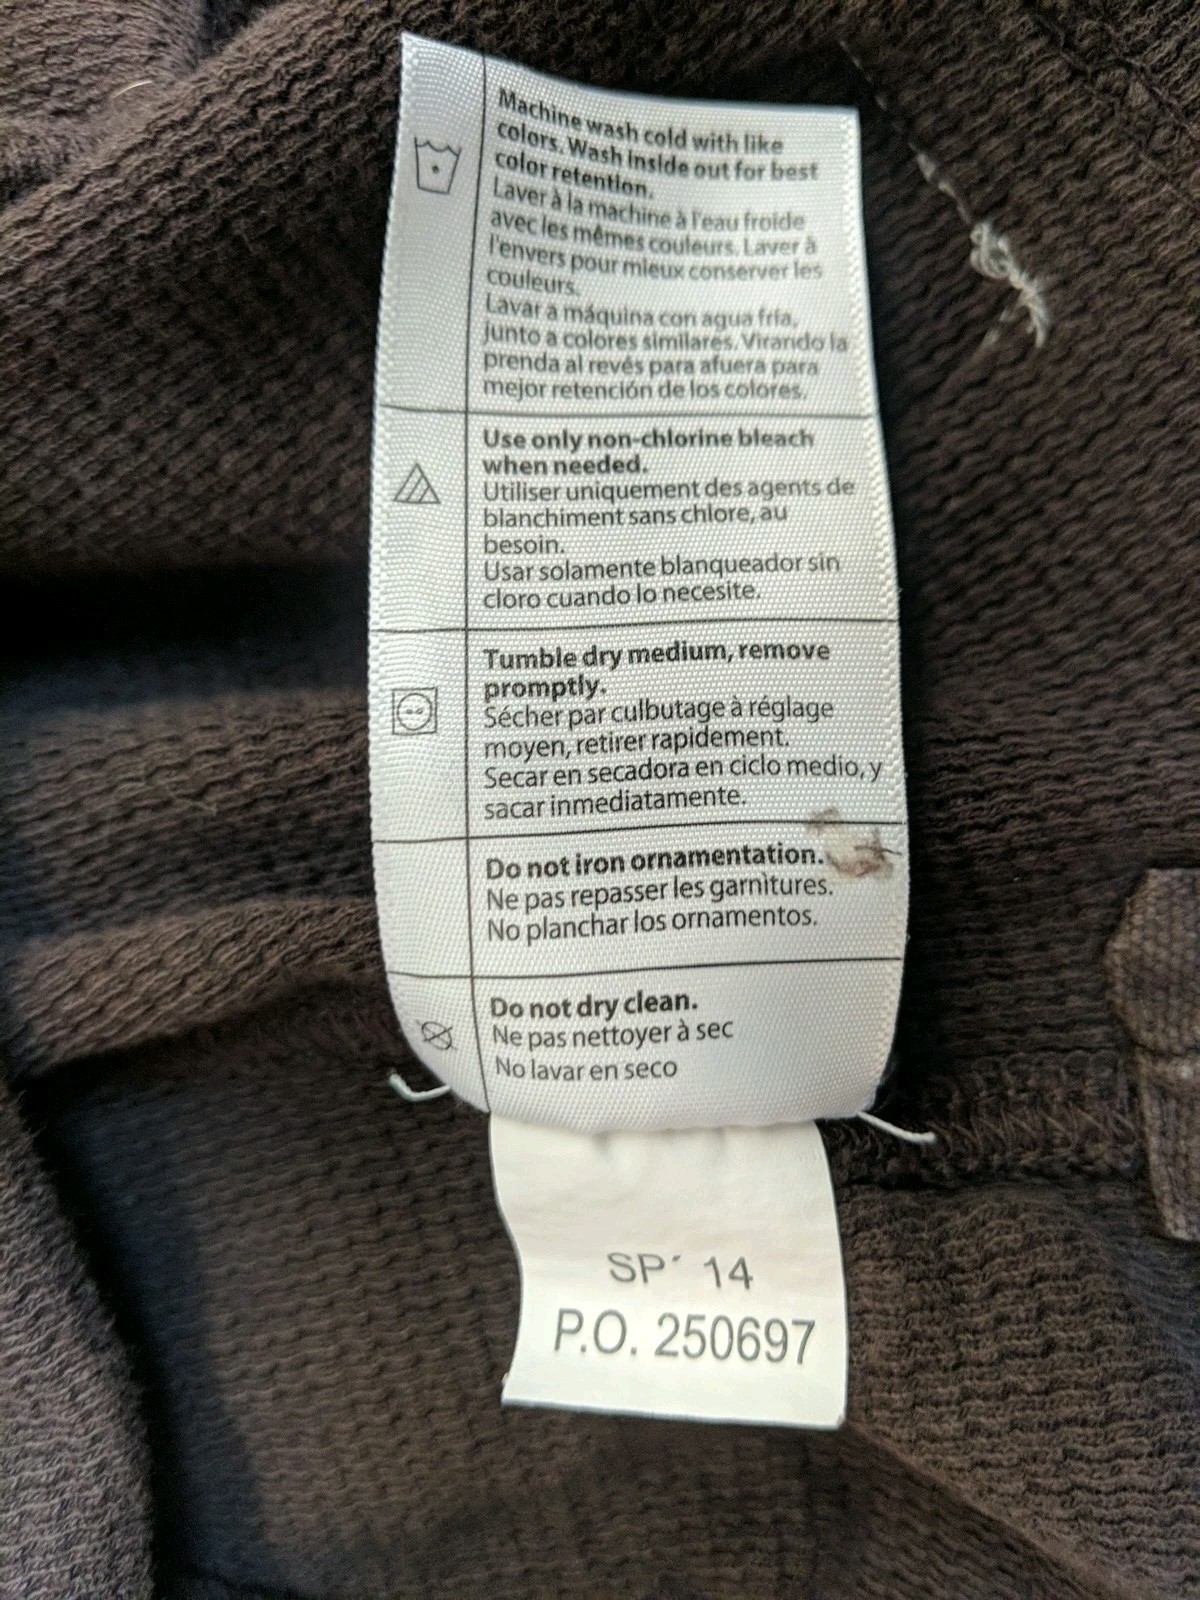 Machine wash cold with like
colors. Wash inside out for best
color retention.
Laver à la machine à l'eau froide
avec les mêmes couleurs. Laver à
l'envers pour mieux conserver les
couleurs.
Lavar a máquina con agua fría,
junto a colores similares. Virando la
prenda al revés para afuera para
mejor retención de los colores.
Use only non-chlorine bleach
when needed.
Utiliser uniquement des agents de
blanchiment sans chlore, au
besoin.
Usar solamente blanqueador sin
cloro cuando lo necesite.
Tumble dry medium, remove
promptly.
Sécher par culbutage à réglage
moyen, retirer rapidement.
Secar en secadora en ciclo medio, y
sacar inmediatamente.
Do not iron ornamentation.
Ne pas repasser les garnitures.
No planchar los ornamentos.
Do not dry clean.
Ne pas nettoyer à sec
No lavar en seco
SP´ 14
P.O. 250697